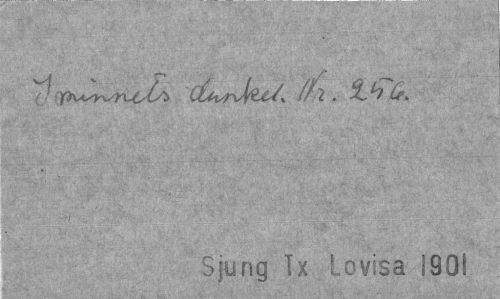 I minnets dunkel. Nr. 256.
Sjung Tx Lovisa 1901